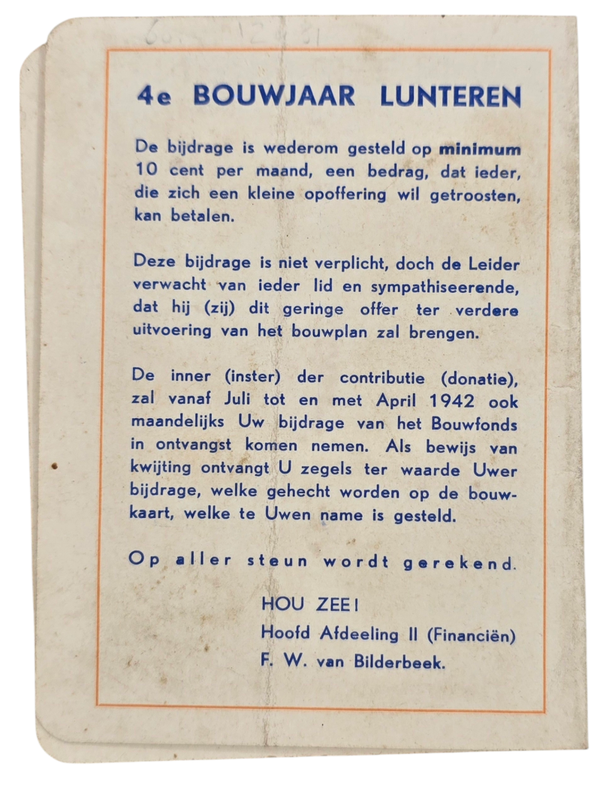 4e BOUWJAAR LUNTEREN
De bijdrage is wederom gesteld op minimum
10 cent per maand, een bedrag, dat ieder,
die zich een kleine opoffering wil getroosten,
kan betalen.
Deze bijdrage is niet verplicht, doch de Leider
verwacht van ieder lid en sympathiseerende,
dat hij (zij) dit geringe offer ter verdere
uitvoering van het bouwplan zal brengen.
De inner (inster) der contributie (donatie),
zal vanaf Juli tot en met April 1942 ook
maandelijks Uw bijdrage van het Bouwfonds
in ontvangst komen nemen. Als bewijs van
kwijting ontvangt U zegels ter waarde Uwer
bijdrage, welke gehecht worden op de bouw-
kaart, welke te Uwen name is gesteld.
Op aller steun wordt gerekend.
HOU ZEE!
Hoofd Afdeeling II (Financiën)
F. W. van Bilderbeek.